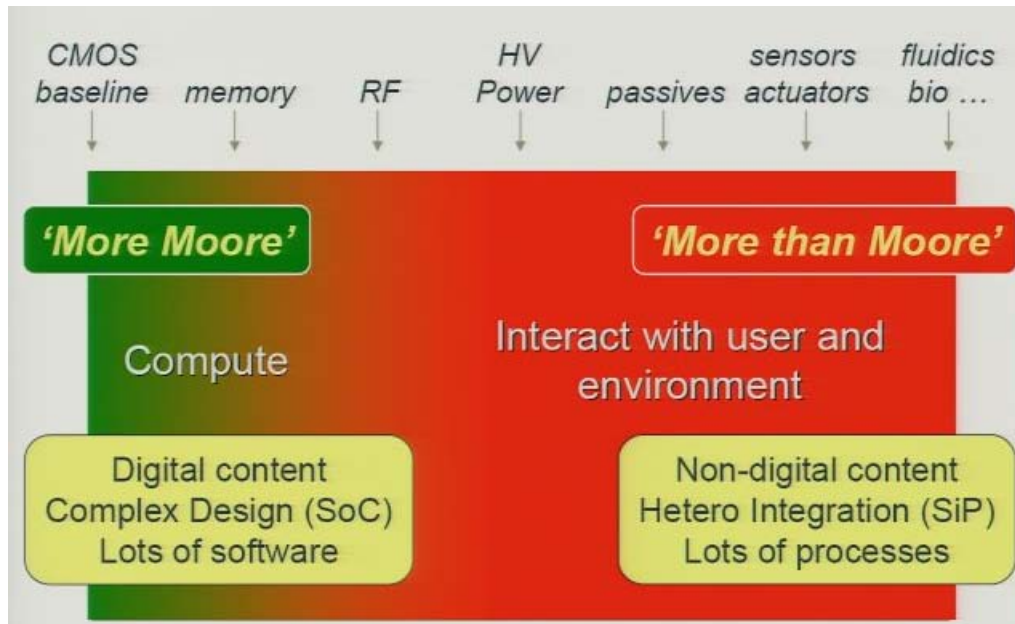 CMOS
baseline
memory
RF
HV
Power
passives
sensors
actuators
fluidics
bio ...
‘More Moore’
‘More than Moore’
Compute
Interact with user and
environment
Digital content
Complex Design (SoC)
Lots of software
Non-digital content
Hetero Integration (SiP)
Lots of processes